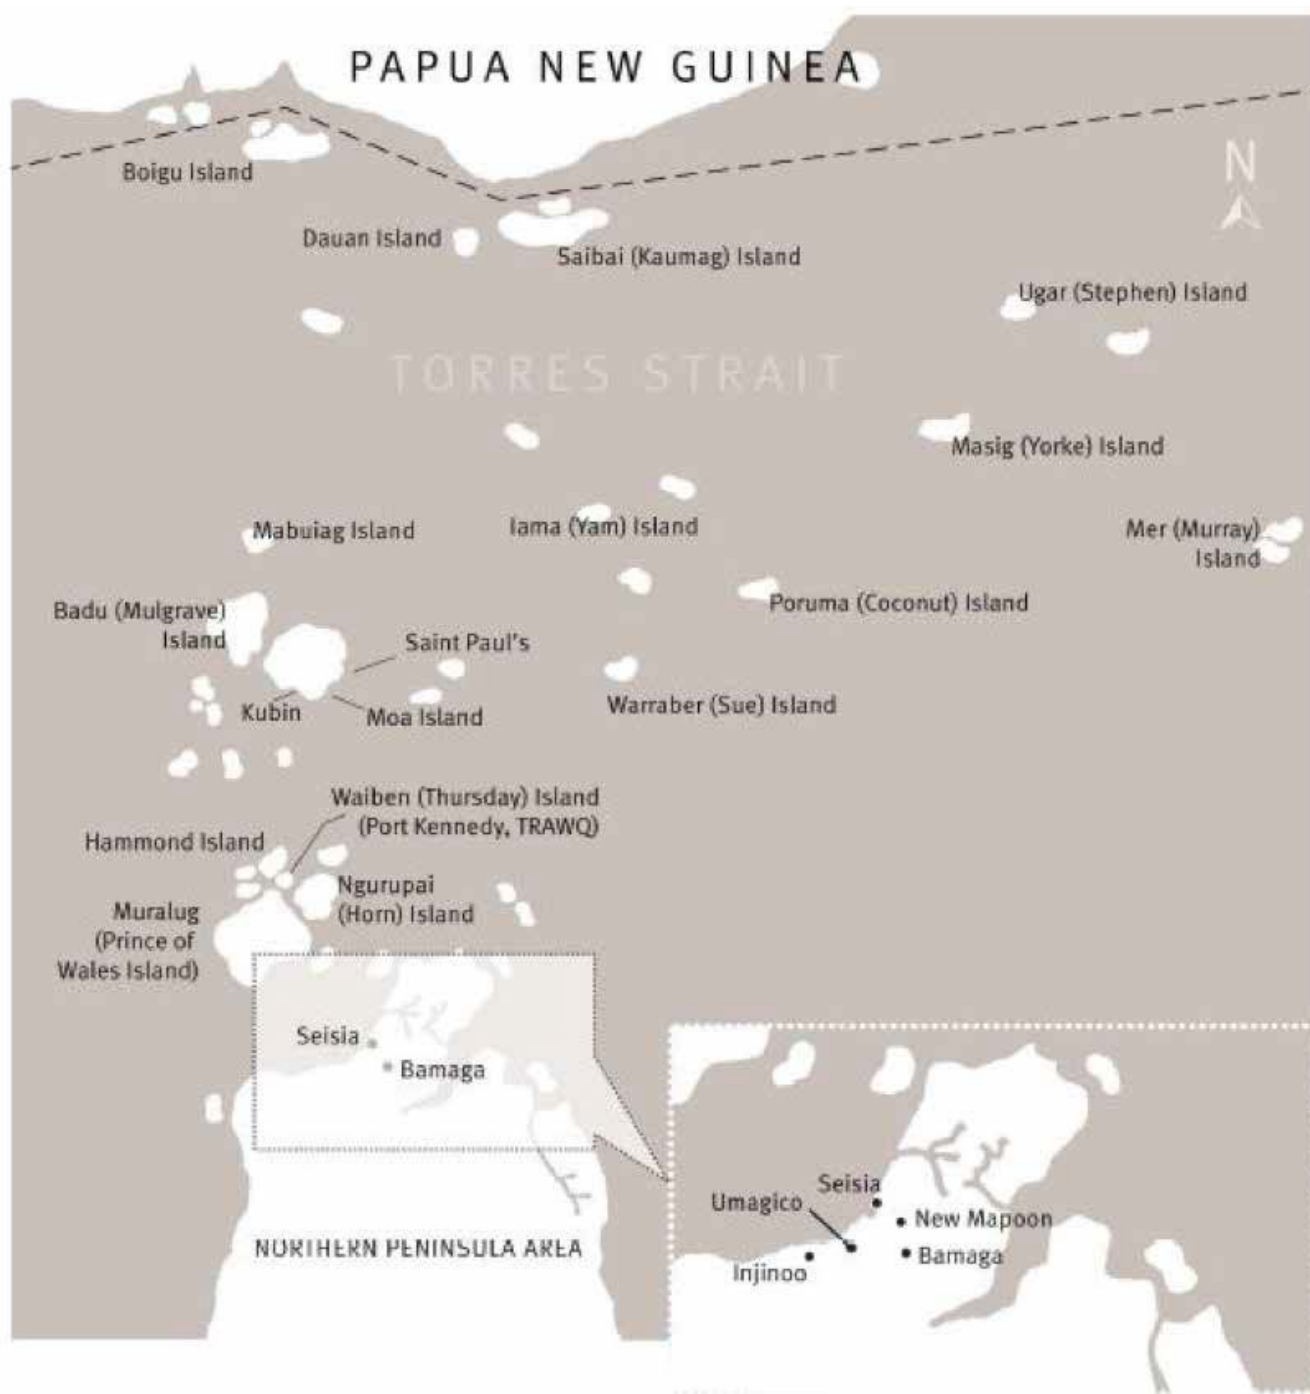 PAPUA NEW GUINEA
N
Boigu Island
Dauan Island
Saibai (Kaumag) Island
Ugar (Stephen) Island
TORRES STRAIT
Masig (Yorke) Island
Mabuiag Island
Iama (Yam) Island
Mer (Murray)
Island
Badu (Mulgrave)
Island
Poruma (Coconut) Island
Saint Paul's
Kubin
Moa Island
Warraber (Sue) Island
Waiben (Thursday) Island
(Port Kennedy, TRAWQ)
Hammond Island
Ngurupai
(Horn) Island
Muralug
(Prince of
Wales Island)
Seisia
Bamaga
NORTHERN PENINSULA AREA
Seisia
Umagico
New Mapoon
Bamaga
Injinoo